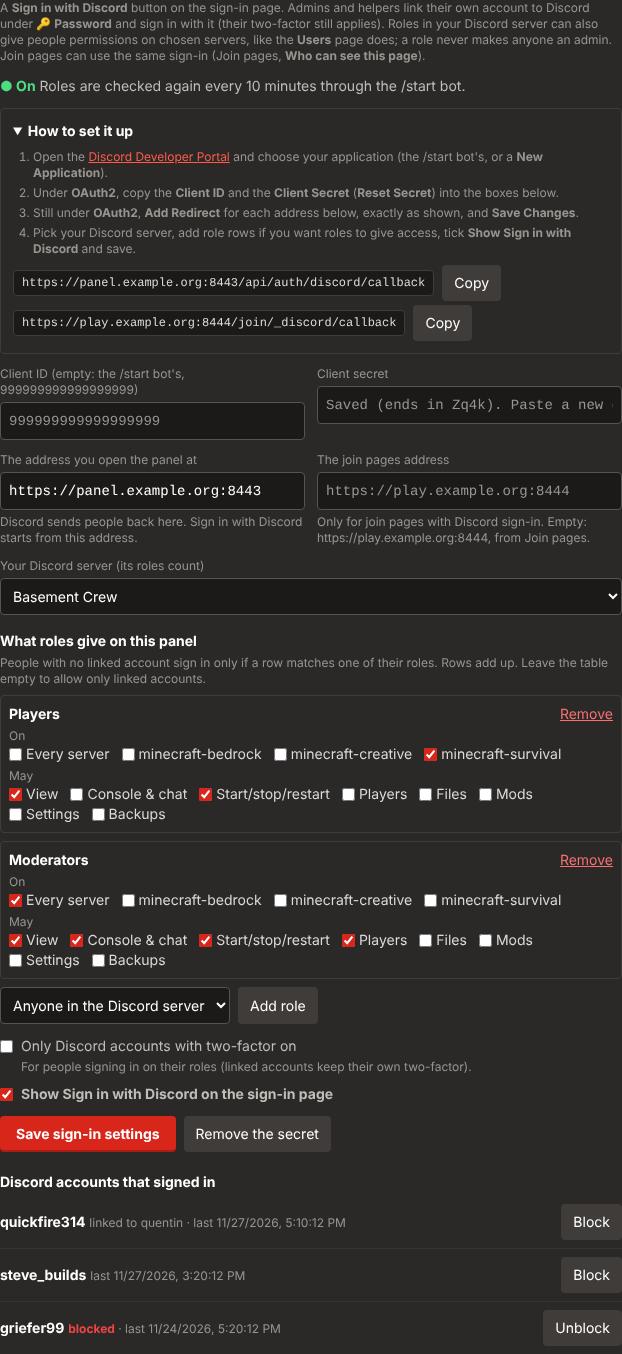 A Sign in with Discord button on the sign-in page. Admins and helpers link their own account to Discord
under 🔑 Password and sign in with it (their two-factor still applies). Roles in your Discord server can also
give people permissions on chosen servers, like the Users page does; a role never makes anyone an admin.
Join pages can use the same sign-in (Join pages, Who can see this page).
On Roles are checked again every 10 minutes through the /start bot.
▼ How to set it up
1. Open the Discord Developer Portal and choose your application (the /start bot's, or a New
Application).
2. Under OAuth2, copy the Client ID and the Client Secret (Reset Secret) into the boxes below.
3. Still under OAuth2, Add Redirect for each address below, exactly as shown, and Save Changes.
4. Pick your Discord server, add role rows if you want roles to give access, tick Show Sign in with
Discord and save.
https://panel.example.org:8443/api/auth/discord/callback Copy
https://play.example.org:8444/join/_discord/callback Copy
Client ID (empty: the /start bot's,
999999999999999999)
999999999999999999
Client secret
Saved (ends in Zq4k). Paste a new
The address you open the panel at
https://panel.example.org:8443
Discord sends people back here. Sign in with Discord
starts from this address.
The join pages address
https://play.example.org:8444
Only for join pages with Discord sign-in. Empty:
https://play.example.org:8444, from Join pages.
Your Discord server (its roles count)
Basement Crew
What roles give on this panel
People with no linked account sign in only if a row matches one of their roles. Rows add up. Leave the table
empty to allow only linked accounts.
Players Remove
On
Every server minecraft-bedrock minecraft-creative minecraft-survival
May
View Console & chat Start/stop/restart Players Files Mods
Settings Backups
Moderators Remove
On
Every server minecraft-bedrock minecraft-creative minecraft-survival
May
View Console & chat Start/stop/restart Players Files Mods
Settings Backups
Anyone in the Discord server Add role
Only Discord accounts with two-factor on
For people signing in on their roles (linked accounts keep their own two-factor).
Show Sign in with Discord on the sign-in page
Save sign-in settings Remove the secret
Discord accounts that signed in
quickfire314 linked to quentin · last 11/27/2026, 5:10:12 PM Block
steve_builds last 11/27/2026, 3:20:12 PM Block
griefer99 blocked · last 11/24/2026, 5:20:12 PM Unblock